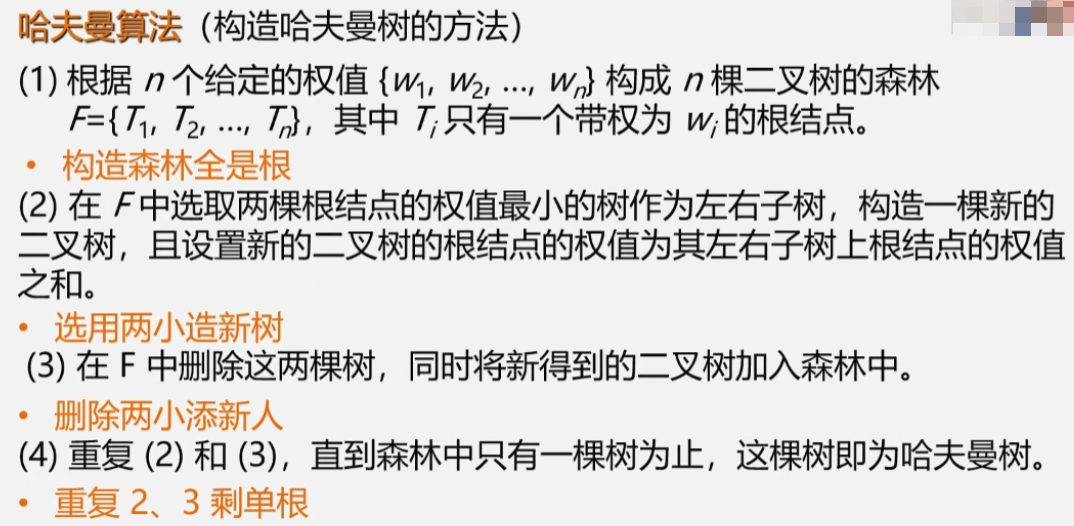 哈夫曼算法（构造哈夫曼树的方法）
(1) 根据 n 个给定的权值 {w1, w2, ..., wn} 构成 n 棵二叉树的森林
F={T1, T2, ..., Tn}，其中 Ti 只有一个带权为 wi 的根结点。
• 构造森林全是根
(2) 在 F 中选取两棵根结点的权值最小的树作为左右子树，构造一棵新的
二叉树，且设置新的二叉树的根结点的权值为其左右子树上根结点的权值
之和。
• 选用两小造新树
(3) 在 F 中删除这两棵树，同时将新得到的二叉树加入森林中。
• 删除两小添新人
(4) 重复 (2) 和 (3)，直到森林中只有一棵树为止，这棵树即为哈夫曼树。
• 重复 2、3 剩单根